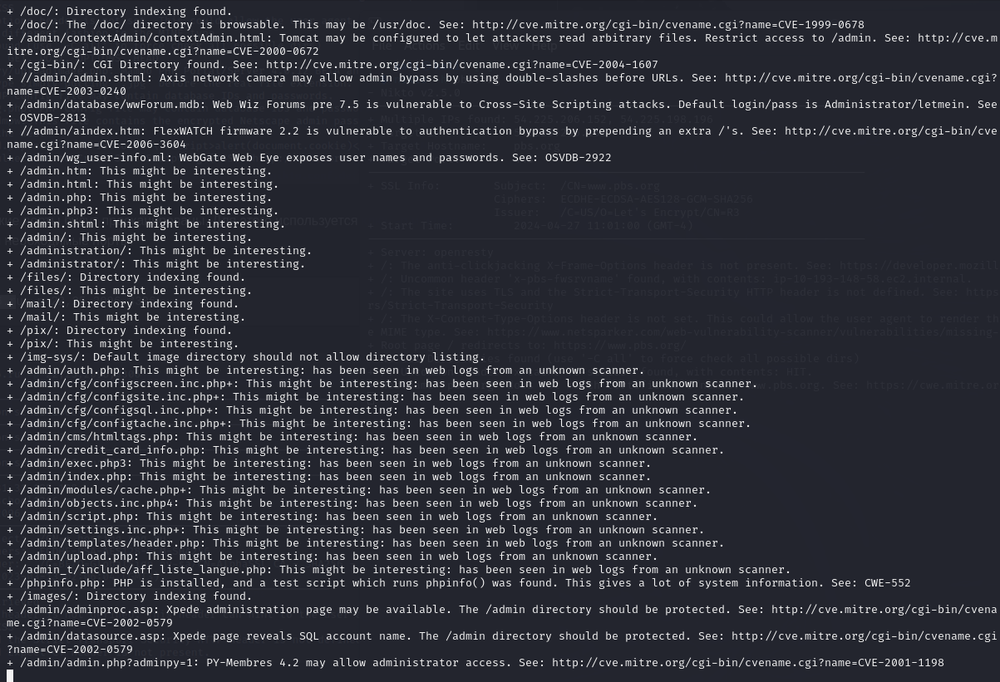 + /doc/: Directory indexing found.
+ /doc/: The /doc/ directory is browsable. This may be /usr/doc. See: http://cve.mitre.org/cgi-bin/cvename.cgi?name=CVE-1999-0678
+ /admin/contextAdmin/contextAdmin.html: Tomcat may be configured to let attackers read arbitrary files. Restrict access to /admin. See: http://cve.m
itre.org/cgi-bin/cvename.cgi?name=CVE-2000-0672
+ /cgi-bin/: CGI Directory found. See: http://cve.mitre.org/cgi-bin/cvename.cgi?name=CVE-2004-1607
+ //admin/admin.shtml: Axis network camera may allow admin bypass by using double-slashes before URLs. See: http://cve.mitre.org/cgi-bin/cvename.cgi?
name=CVE-2003-0240
+ /admin/database/wwForum.mdb: Web Wiz Forums pre 7.5 is vulnerable to Cross-Site Scripting attacks. Default login/pass is Administrator/letmein. See
: OSVDB-2813
+ //admin/aindex.htm: FlexWATCH firmware 2.2 is vulnerable to authentication bypass by prepending an extra /'s. See: http://cve.mitre.org/cgi-bin/cve
name.cgi?name=CVE-2006-3604
+ /admin/wg_user-info.ml: WebGate Web Eye exposes user names and passwords. See: OSVDB-2922
+ /admin.htm: This might be interesting.
+ /admin.html: This might be interesting.
+ /admin.php: This might be interesting.
+ /admin.php3: This might be interesting.
+ /admin.shtml: This might be interesting.
+ /admin/: This might be interesting.
+ /administration/: This might be interesting.
+ /administrator/: This might be interesting.
+ /files/: Directory indexing found.
+ /files/: This might be interesting.
+ /mail/: Directory indexing found.
+ /mail/: This might be interesting.
+ /pix/: Directory indexing found.
+ /pix/: This might be interesting.
+ /img-sys/: Default image directory should not allow directory listing.
+ /admin/auth.php: This might be interesting: has been seen in web logs from an unknown scanner.
+ /admin/cfg/configscreen.inc.php+: This might be interesting: has been seen in web logs from an unknown scanner.
+ /admin/cfg/configsite.inc.php+: This might be interesting: has been seen in web logs from an unknown scanner.
+ /admin/cfg/configsql.inc.php+: This might be interesting: has been seen in web logs from an unknown scanner.
+ /admin/cfg/configtache.inc.php+: This might be interesting: has been seen in web logs from an unknown scanner.
+ /admin/cms/htmltags.php: This might be interesting: has been seen in web logs from an unknown scanner.
+ /admin/credit_card_info.php: This might be interesting: has been seen in web logs from an unknown scanner.
+ /admin/exec.php3: This might be interesting: has been seen in web logs from an unknown scanner.
+ /admin/index.php: This might be interesting: has been seen in web logs from an unknown scanner.
+ /admin/modules/cache.php+: This might be interesting: has been seen in web logs from an unknown scanner.
+ /admin/objects.inc.php4: This might be interesting: has been seen in web logs from an unknown scanner.
+ /admin/script.php: This might be interesting: has been seen in web logs from an unknown scanner.
+ /admin/settings.inc.php+: This might be interesting: has been seen in web logs from an unknown scanner.
+ /admin/templates/header.php: This might be interesting: has been seen in web logs from an unknown scanner.
+ /admin/upload.php: This might be interesting: has been seen in web logs from an unknown scanner.
+ /admin_t/include/aff_liste_langue.php: This might be interesting: has been seen in web logs from an unknown scanner.
+ /phpinfo.php: PHP is installed, and a test script which runs phpinfo() was found. This gives a lot of system information. See: CWE-552
+ /images/: Directory indexing found.
+ /admin/adminproc.asp: Xpede administration page may be available. The /admin directory should be protected. See: http://cve.mitre.org/cgi-bin/cvena
me.cgi?name=CVE-2002-0579
+ /admin/datasource.asp: Xpede page reveals SQL account name. The /admin directory should be protected. See: http://cve.mitre.org/cgi-bin/cvename.cgi
?name=CVE-2002-0579
+ /admin/admin.php?adminpy=1: PY-Membres 4.2 may allow administrator access. See: http://cve.mitre.org/cgi-bin/cvename.cgi?name=CVE-2001-1198